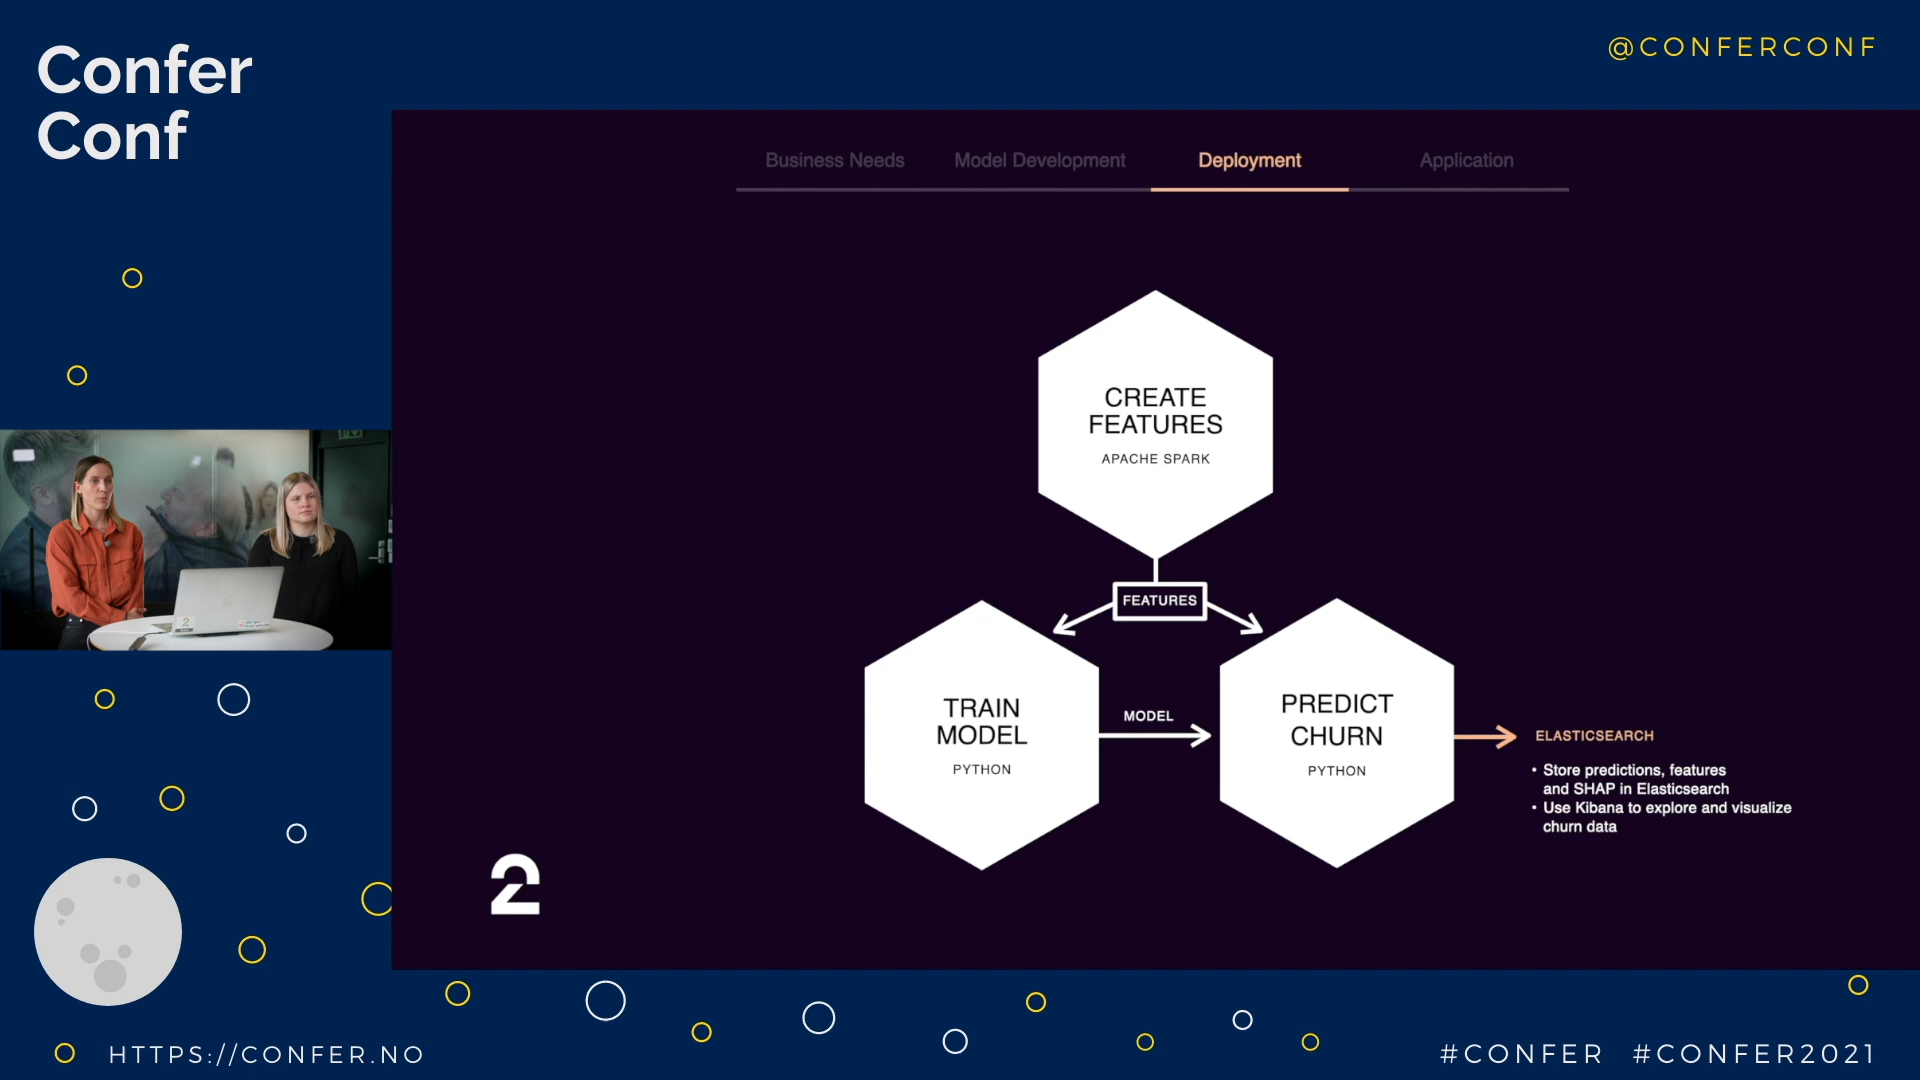 Confer
Conf
@CONFERCONF
Business Needs
Model Development
Deployment
Application
CREATE
FEATURES
APACHE SPARK
FEATURES
TRAIN
MODEL
PYTHON
MODEL
PREDICT
CHURN
PYTHON
ELASTICSEARCH
• Store predictions, features
and SHAP in Elasticsearch
• Use Kibana to explore and visualize
churn data
2
HTTPS://CONFER.NO
#CONFER #CONFER2021